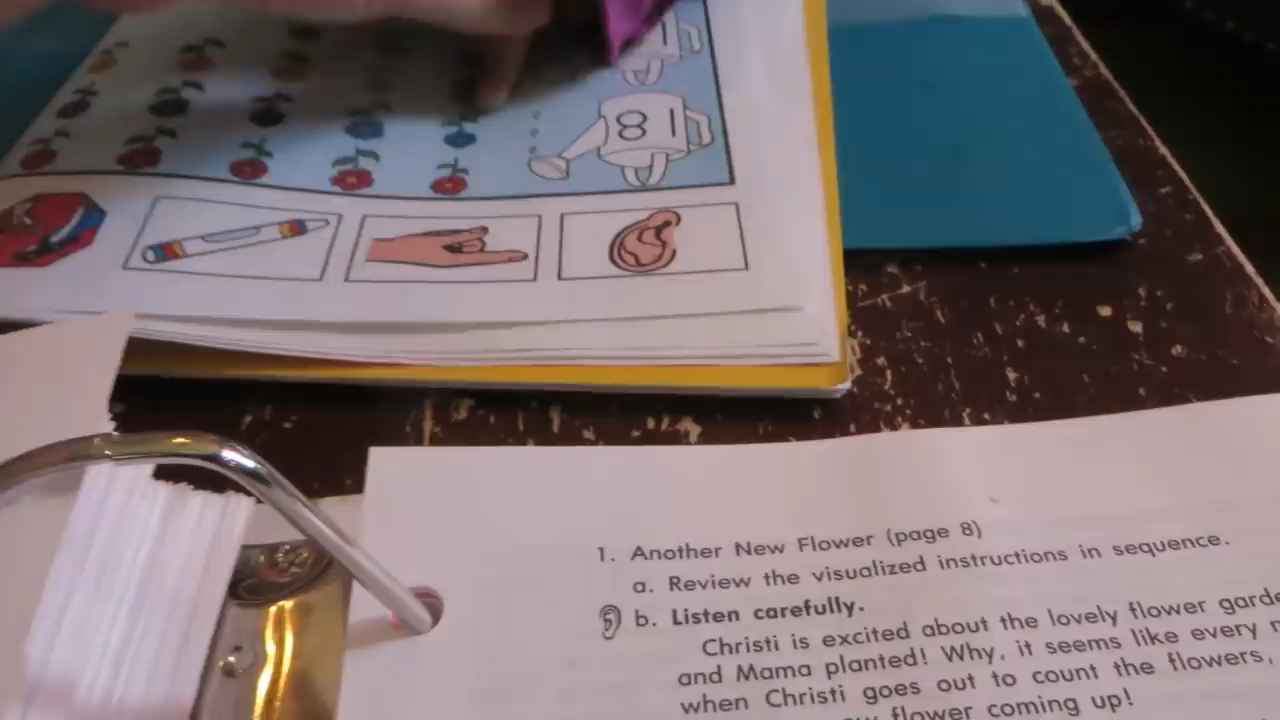 8
1. Another New Flower (page 8)
a. Review the visualized instructions in sequence.
b. Listen carefully.
Christi is excited about the lovely flower
and Mama planted! Why, it seems like every
when Christi goes out to count the flowers,
flower coming up!